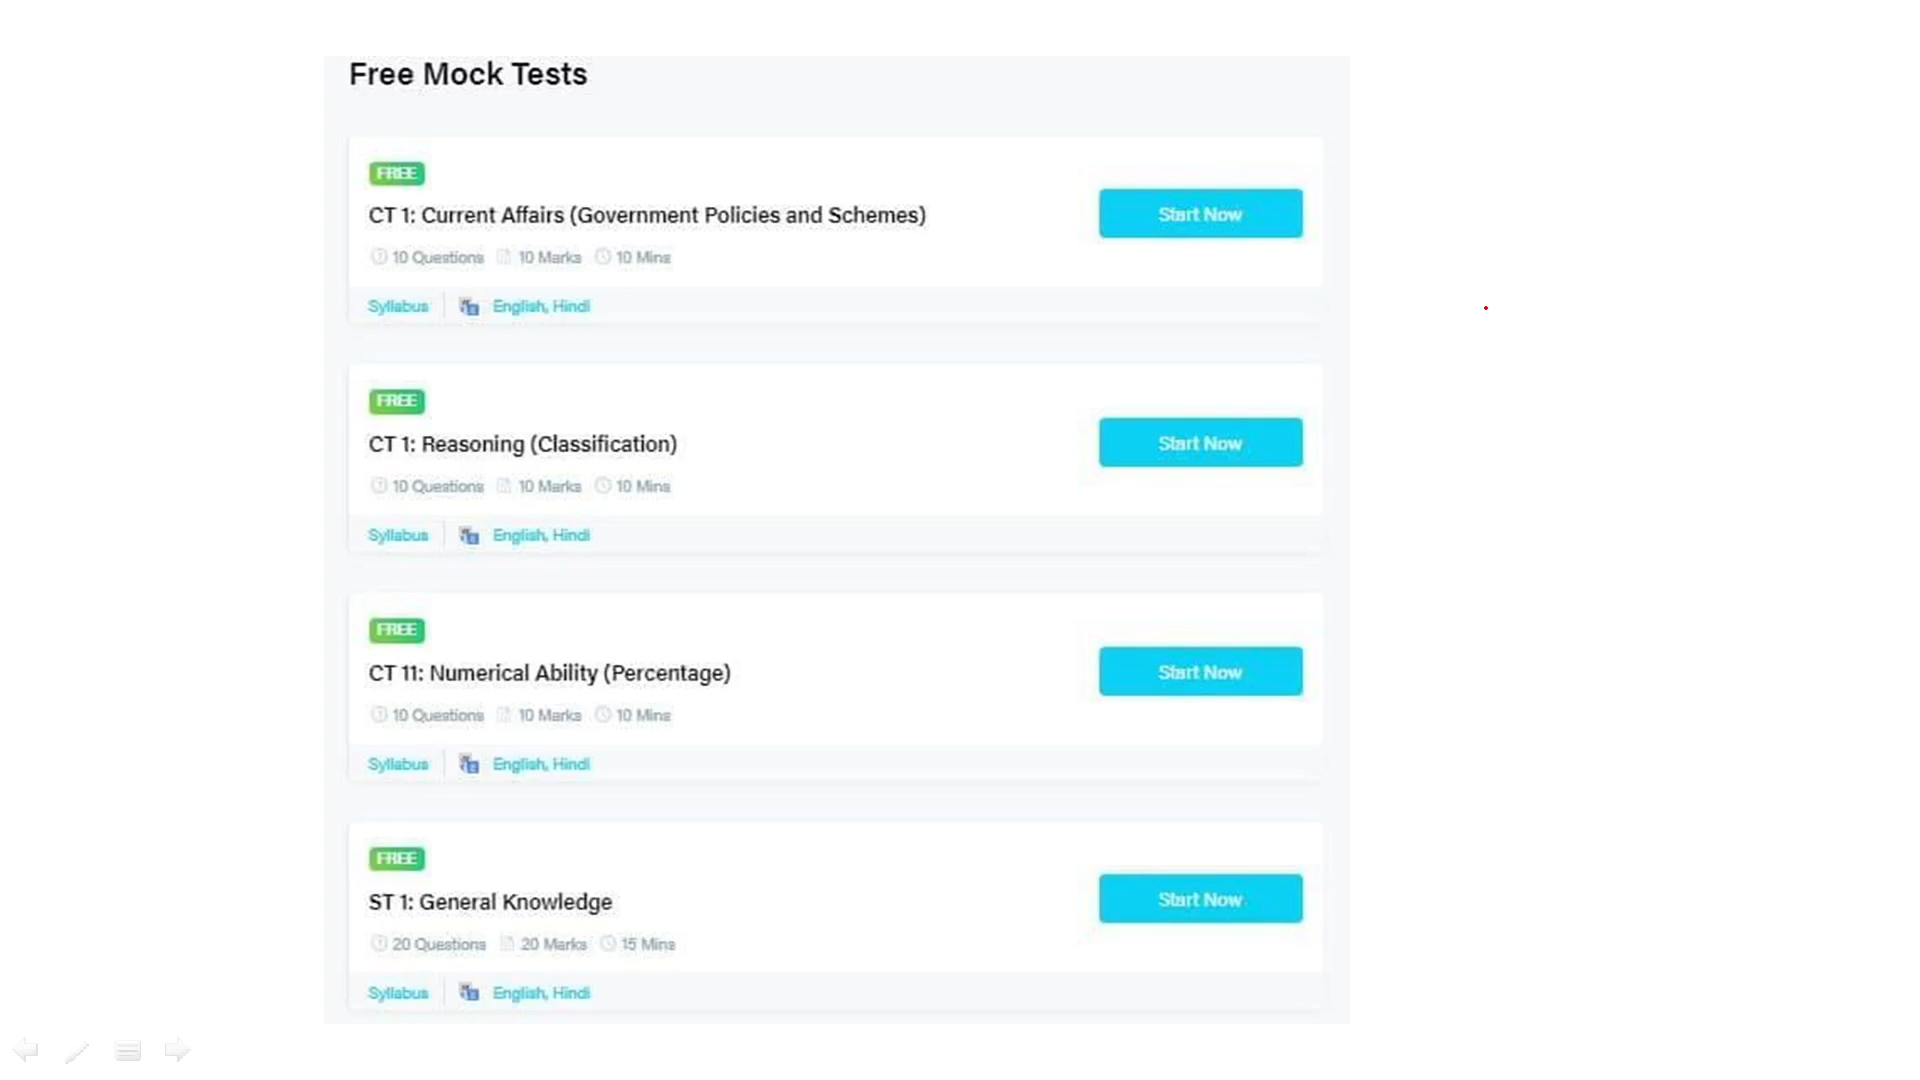 Free Mock Tests
FREE
CT 1: Current Affairs (Government Policies and Schemes)
Start Now
10 Questions 10 Marks 10 Mins
Syllabus English, Hindi
FREE
CT 1: Reasoning (Classification)
Start Now
10 Questions 10 Marks 10 Mins
Syllabus English, Hindi
FREE
CT 11: Numerical Ability (Percentage)
Start Now
10 Questions 10 Marks 10 Mins
Syllabus English, Hindi
FREE
ST 1: General Knowledge
Start Now
20 Questions 20 Marks 15 Mins
Syllabus English, Hindi